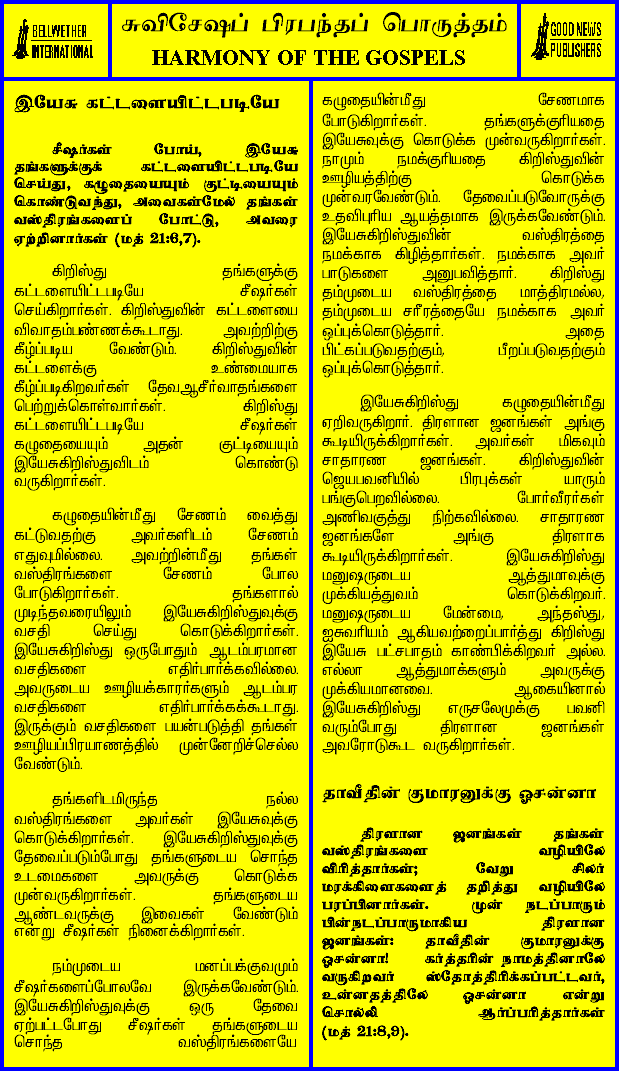 BELLWETHER
INTERNATIONAL
சுவிசேஷப் பிரபந்தப் பொருத்தம்
HARMONY OF THE GOSPELS
GOOD NEWS
PUBLISHERS
இயேசு கட்டளையிட்டபடியே
சீஷர்கள் போய், இயேசு
தங்களுக்குக் கட்டளையிட்டபடியே
செய்து, கழுதையையும் குட்டியையும்
கொண்டுவந்து, அவைகள்மேல் தங்கள்
வஸ்திரங்களைப் போட்டு, அவரை
ஏற்றினார்கள் (மத் 21:6,7).
கிறிஸ்து தங்களுக்கு
கட்டளையிட்டபடியே சீஷர்கள்
செய்கிறார்கள். கிறிஸ்துவின் கட்டளையை
விவாதம்பண்ணக்கூடாது. அவற்றிற்கு
கீழ்ப்படிய வேண்டும். கிறிஸ்துவின்
கட்டளைக்கு உண்மையாக
கீழ்ப்படிகிறவர்கள் தேவஆசீர்வாதங்களை
பெற்றுக்கொள்வார்கள். கிறிஸ்து
கட்டளையிட்டபடியே சீஷர்கள்
கழுதையையும் அதன் குட்டியையும்
இயேசுகிறிஸ்துவிடம் கொண்டு
வருகிறார்கள்.
கழுதையின்மீது சேணம் வைத்து
கட்டுவதற்கு அவர்களிடம் சேணம்
எதுவுமில்லை. அவற்றின்மீது தங்கள்
வஸ்திரங்களை சேணம் போல
போடுகிறார்கள். தங்களால்
முடிந்தவரையிலும் இயேசுகிறிஸ்துவுக்கு
வசதி செய்து கொடுக்கிறார்கள்.
இயேசுகிறிஸ்து ஒருபோதும் ஆடம்பரமான
வசதிகளை எதிர்பார்க்கவில்லை.
அவருடைய ஊழியக்காரர்களும் ஆடம்பர
வசதிகளை எதிர்பார்க்கக்கூடாது.
இருக்கும் வசதிகளை பயன்படுத்தி தங்கள்
ஊழியப்பிரயாணத்தில் முன்னேறிச்செல்ல
வேண்டும்.
தங்களிடமிருந்த நல்ல
வஸ்திரங்களை அவர்கள் இயேசுவுக்கு
கொடுக்கிறார்கள். இயேசுகிறிஸ்துவுக்கு
தேவைப்படும்போது தங்களுடைய சொந்த
உடமைகளை அவருக்கு கொடுக்க
முன்வருகிறார்கள். தங்களுடைய
ஆண்டவருக்கு இவைகள் வேண்டும்
என்று சீஷர்கள் நினைக்கிறார்கள்.
நம்முடைய மனப்பக்குவமும்
சீஷர்களைப்போலவே இருக்கவேண்டும்.
இயேசுகிறிஸ்துவுக்கு ஒரு தேவை
ஏற்பட்டபோது சீஷர்கள் தங்களுடைய
சொந்த வஸ்திரங்களையே
கழுதையின்மீது சேணமாக
போடுகிறார்கள். தங்களுக்குரியதை
இயேசுவுக்கு கொடுக்க முன்வருகிறார்கள்.
நாமும் நமக்குரியதை கிறிஸ்துவின்
ஊழியத்திற்கு கொடுக்க
முன்வரவேண்டும். தேவைப்படுவோருக்கு
உதவிபுரிய ஆயத்தமாக இருக்கவேண்டும்.
இயேசுகிறிஸ்துவின் வஸ்திரத்தை
நமக்காக கிழித்தார்கள். நமக்காக அவர்
பாடுகளை அனுபவித்தார். கிறிஸ்து
தம்முடைய வஸ்திரத்தை மாத்திரமல்ல,
தம்முடைய சரீரத்தையே நமக்காக அவர்
ஒப்புக்கொடுத்தார். அதை
பிட்கப்படுவதற்கும், பீறப்படுவதற்கும்
ஒப்புக்கொடுத்தார்.
இயேசுகிறிஸ்து கழுதையின்மீது
ஏறிவருகிறார். திரளான ஜனங்கள் அங்கு
கூடியிருக்கிறார்கள். அவர்கள் மிகவும்
சாதாரண ஜனங்கள். கிறிஸ்துவின்
ஜெயபவனியில் பிரபுக்கள் யாரும்
பங்குபெறவில்லை. போர்வீரர்கள்
அணிவகுத்து நிற்கவில்லை. சாதாரண
ஜனங்களே அங்கு திரளாக
கூடியிருக்கிறார்கள். இயேசுகிறிஸ்து
மனுஷருடைய ஆத்துமாவுக்கு
முக்கியத்துவம் கொடுக்கிறவர்.
மனுஷருடைய மேன்மை, அந்தஸ்து,
ஐசுவரியம் ஆகியவற்றைப்பார்த்து கிறிஸ்து
இயேசு பட்சபாதம் காண்பிக்கிறவர் அல்ல.
எல்லா ஆத்துமாக்களும் அவருக்கு
முக்கியமானவை. ஆகையினால்
இயேசுகிறிஸ்து எருசலேமுக்கு பவனி
வரும்போது திரளான ஜனங்கள்
அவரோடுகூட வருகிறார்கள்.
தாவீதின் குமாரனுக்கு ஓசன்னா
திரளான ஜனங்கள் தங்கள்
வஸ்திரங்களை வழியிலே
விரித்தார்கள்; வேறு சிலர்
மரக்கிளைகளைத் தறித்து வழியிலே
பரப்பினார்கள். முன் நடப்பாரும்
பின்நடப்பாருமாகிய திரளான
ஜனங்கள்: தாவீதின் குமாரனுக்கு
ஓசன்னா! கர்த்தரின் நாமத்தினாலே
வருகிறவர் ஸ்தோத்திரிக்கப்பட்டவர்,
உன்னதத்திலே ஓசன்னா என்று
சொல்லி ஆர்ப்பரித்தார்கள்
(மத் 21:8,9).